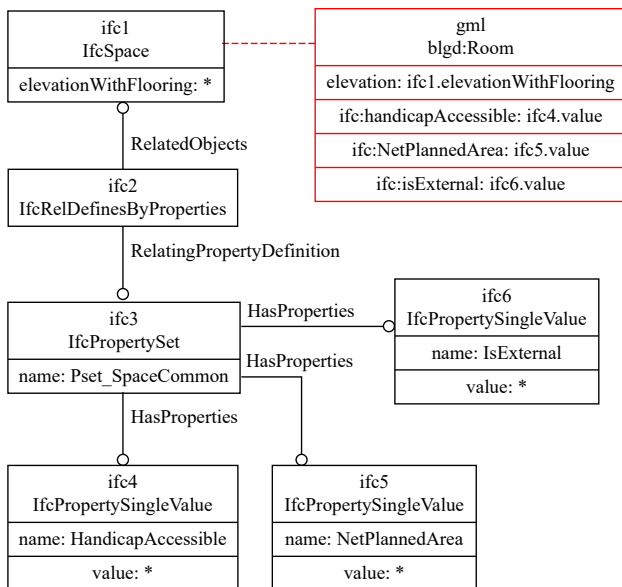 ifc1
IfcSpace
elevationWithFlooring: *
gml
blgd:Room
elevation: ifc1.elevationWithFlooring
ifc:handicapAccessible: ifc4.value
ifc:NetPlannedArea: ifc5.value
ifc:isExternal: ifc6.value
RelatedObjects
ifc2
IfcRelDefinesByProperties
RelatingPropertyDefinition
ifc3
IfcPropertySet
name: Pset_SpaceCommon
HasProperties
ifc6
IfcPropertySingleValue
name: IsExternal
value: *
HasProperties
HasProperties
ifc4
IfcPropertySingleValue
name: HandicapAccessible
value: *
ifc5
IfcPropertySingleValue
name: NetPlannedArea
value: *